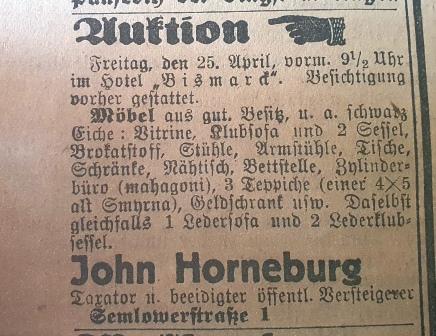 Auktion
Freitag, den 25. April, vorm. 9½ Uhr
im Hotel „Bismarck“. Besichtigung
vorher gestattet.
Möbel aus gut. Besitz, u. a. schwarz
Eiche: Vitrine, Klubsofa und 2 Sessel,
Brokatstoff, Stühle, Armstühle, Tische,
Schränke, Nähtisch, Bettstelle, Zylinder-
büro (mahagoni), 3 Teppiche (einer 4×5
alt Smyrna), Geldschrank usw. Daselbst
gleichfalls 1 Ledersofa und 2 Lederklub-
sessel.
John Horneburg
Taxator u. beeidigter öffentl. Versteigerer
Semlowerstraße 1